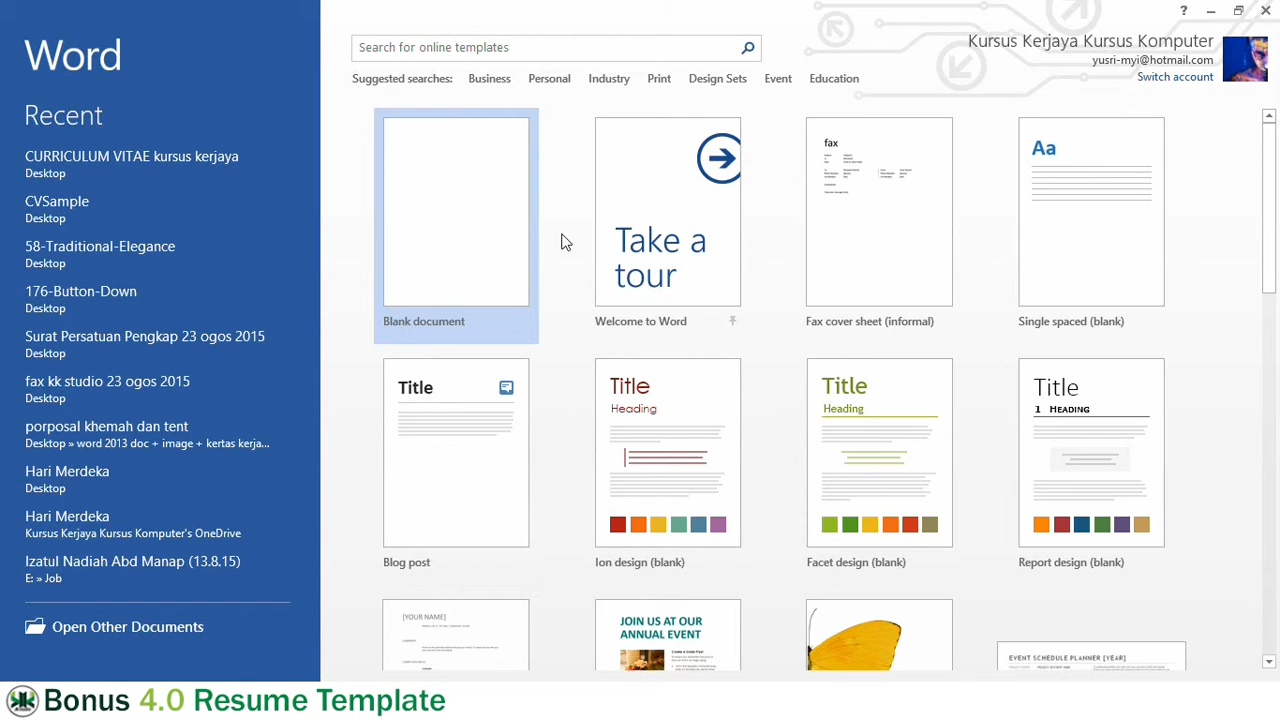 ?
Word
Search for online templates
Kursus Kerjaya Kursus Komputer
yusri-myi@hotmail.com
Switch account
Suggested searches: Business Personal Industry Print Design Sets Event Education
Recent
CURRICULUM VITAE kursus kerjaya
Desktop
CVSample
Desktop
58-Traditional-Elegance
Desktop
176-Button-Down
Desktop
Surat Persatuan Pengkap 23 ogos 2015
Desktop
fax kk studio 23 ogos 2015
Desktop
porposal khemah dan tent
Desktop » word 2013 doc + image + kertas kerja...
Hari Merdeka
Desktop
Hari Merdeka
Kursus Kerjaya Kursus Komputer's OneDrive
Izatul Nadiah Abd Manap (13.8.15)
E: » Job
Open Other Documents
Blank document
Take a
tour
Welcome to Word
fax
Fax cover sheet (informal)
Aa
Single spaced (blank)
Title
Blog post
Title
Heading
Ion design (blank)
Title
Heading
Facet design (blank)
Title
1 HEADING
Report design (blank)
[YOUR NAME]
JOIN US AT OUR
ANNUAL EVENT
EVENT SCHEDULE PLANNER [YEAR]
Bonus 4.0 Resume Template